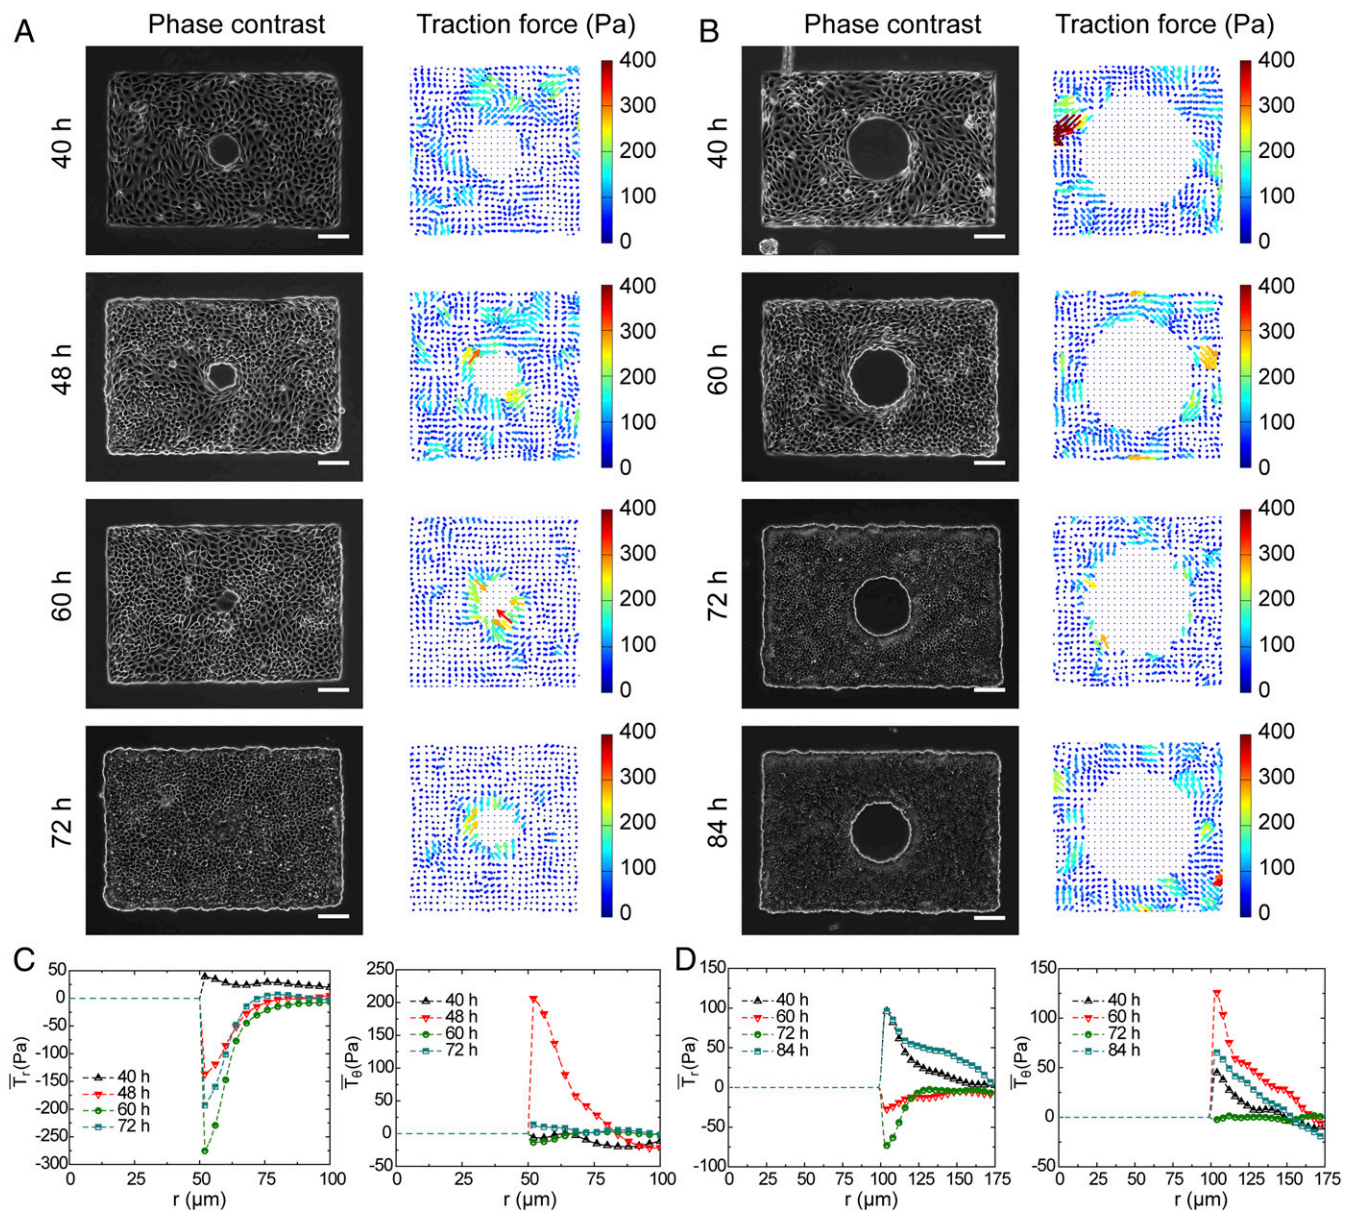 A Phase contrast Traction force (Pa)
B Phase contrast Traction force (Pa)
40 h
400
300
200
100
0
48 h
400
300
200
100
0
60 h
400
300
200
100
0
72 h
400
300
200
100
0
40 h
400
300
200
100
0
60 h
400
300
200
100
0
72 h
400
300
200
100
0
84 h
400
300
200
100
0
C
T̅r(Pa)
50
0
-50
-100
-150
-200
-250
-300
40 h
48 h
60 h
72 h
0 25 50 75 100
r (µm)
T̅θ(Pa)
250
200
150
100
50
0
-50
40 h
48 h
60 h
72 h
0 25 50 75 100
r (µm)
D
T̅r(Pa)
150
100
50
0
-50
-100
40 h
60 h
72 h
84 h
0 25 50 75 100 125 150 175
r (µm)
T̅θ(Pa)
150
100
50
0
-50
40 h
60 h
72 h
84 h
0 25 50 75 100 125 150 175
r (µm)